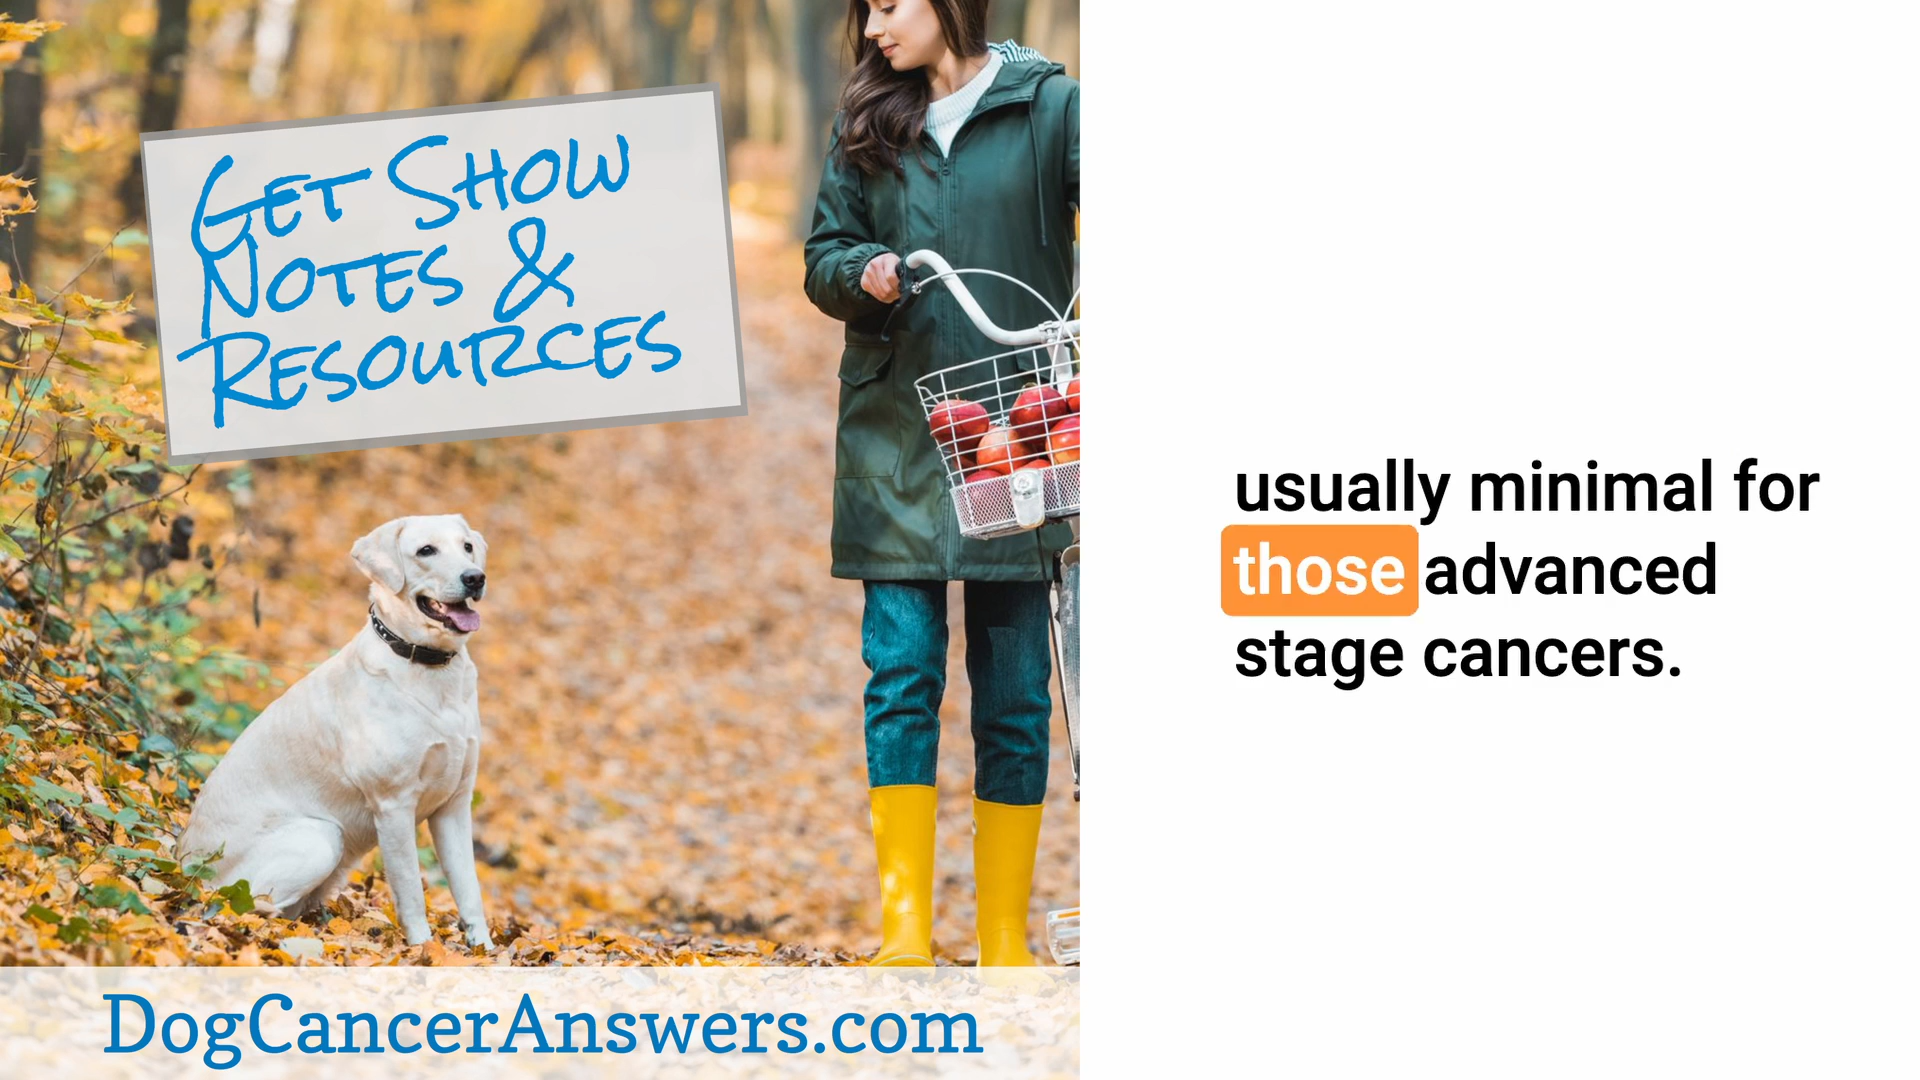 GET SHOW
NOTES &
RESOURCES
DogCancerAnswers.com
usually minimal for
those advanced
stage cancers.